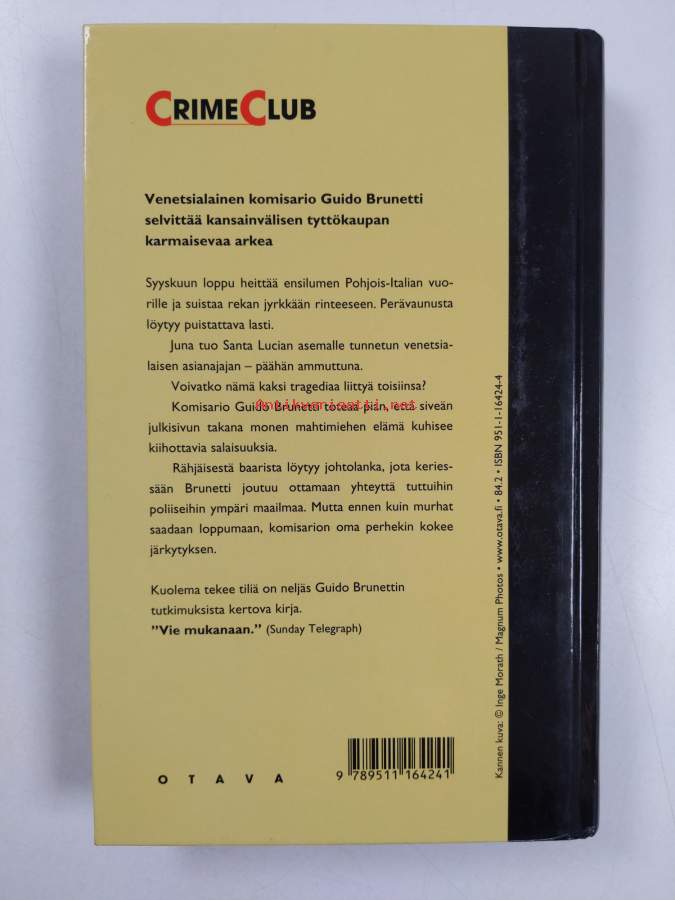 CRIMECLUB
Venetsialainen komisario Guido Brunetti
selvittää kansainvälisen tyttökaupan
karmaisevaa arkea
Syyskuun loppu heittää ensilumen Pohjois-Italian vuo-
rille ja suistaa rekan jyrkkään rinteeseen. Perävaunusta
löytyy puistattava lasti.
Juna tuo Santa Lucian asemalle tunnetun venetsia-
laisen asianajajan – päähän ammuttuna.
Voivatko nämä kaksi tragediaa liittyä toisiinsa?
Antikvariaatti.net
Komisario Guido Brunetti toteaa pian, että siveän
julkisivun takana monen mahtimiehen elämä kuhisee
kiihottavia salaisuuksia.
Rähjäisestä baarista löytyy johtolanka, jota keries-
sään Brunetti joutuu ottamaan yhteyttä tuttuihin
poliiseihin ympäri maailmaa. Mutta ennen kuin murhat
saadaan loppumaan, komisarion oma perhekin kokee
järkytyksen.
Kuolema tekee tiliä on neljäs Guido Brunettin
tutkimuksista kertova kirja.
”Vie mukanaan.” (Sunday Telegraph)
OTAVA
9 789511 164241
Kannen kuva: © Inge Morath / Magnum Photos • www.otava.fi • 84.2 • ISBN 951-1-16424-4